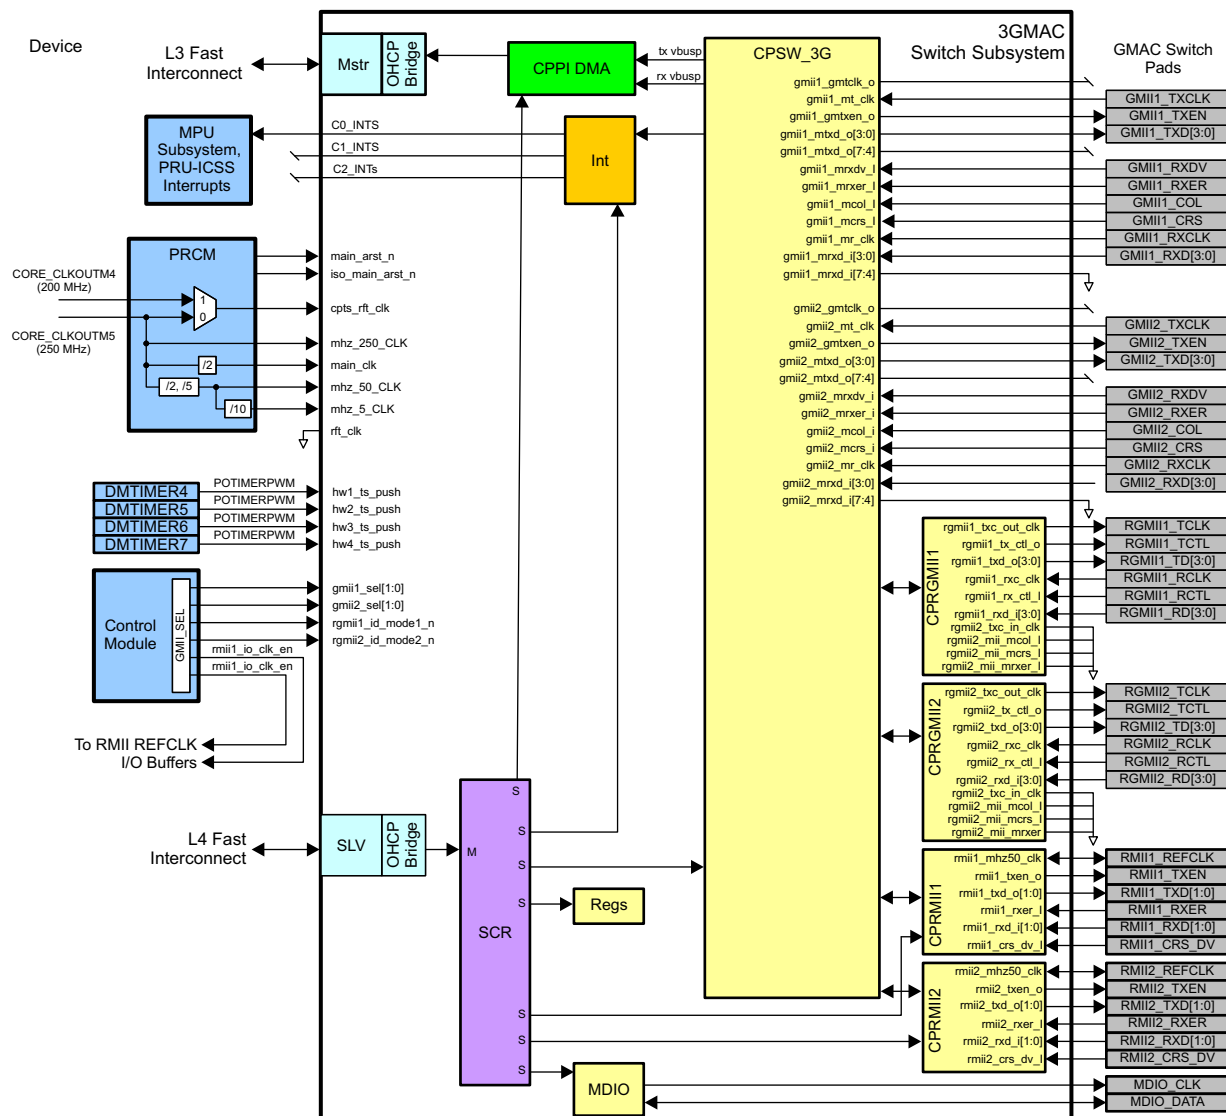 Device
3GMAC
Switch Subsystem
GMAC Switch
Pads
L3 Fast
Interconnect
Mstr
OHCP
Bridge
CPPI DMA
tx vbusp
rx vbusp
CPSW_3G
MPU
Subsystem,
PRU-ICSS
Interrupts
C0_INTS
C1_INTS
C2_INTs
Int
PRCM
CORE_CLKOUTM4
(200 MHz)
CORE_CLKOUTM5
(250 MHz)
1
0
/2
/2, /5
/10
main_arst_n
iso_main_arst_n
cpts_rft_clk
mhz_250_CLK
main_clk
mhz_50_CLK
mhz_5_CLK
rft_clk
DMTIMER4
DMTIMER5
DMTIMER6
DMTIMER7
POTIMERPWM
POTIMERPWM
POTIMERPWM
POTIMERPWM
hw1_ts_push
hw2_ts_push
hw3_ts_push
hw4_ts_push
Control
Module
GMII_SEL
gmii1_sel[1:0]
gmii2_sel[1:0]
rgmii1_id_mode1_n
rgmii2_id_mode2_n
rmii1_io_clk_en
rmii1_io_clk_en
To RMII REFCLK
I/O Buffers
L4 Fast
Interconnect
SLV
OHCP
Bridge
M
SCR
S
S
S
S
S
S
S
Regs
MDIO
gmii1_gmtclk_o
gmii1_mt_clk
gmii1_gmtxen_o
gmii1_mtxd_o[3:0]
gmii1_mtxd_o[7:4]
gmii1_mrxdv_I
gmii1_mrxer_I
gmii1_mcol_I
gmii1_mcrs_I
gmii1_mr_clk
gmii1_mrxd_i[3:0]
gmii1_mrxd_i[7:4]
gmii2_gmtclk_o
gmii2_mt_clk
gmii2_gmtxen_o
gmii2_mtxd_o[3:0]
gmii2_mtxd_o[7:4]
gmii2_mrxdv_i
gmii2_mrxer_i
gmii2_mcol_i
gmii2_mcrs_i
gmii2_mr_clk
gmii2_mrxd_i[3:0]
gmii2_mrxd_i[7:4]
GMII1_TXCLK
GMII1_TXEN
GMII1_TXD[3:0]
GMII1_RXDV
GMII1_RXER
GMII1_COL
GMII1_CRS
GMII1_RXCLK
GMII1_RXD[3:0]
GMII2_TXCLK
GMII2_TXEN
GMII2_TXD[3:0]
GMII2_RXDV
GMII2_RXER
GMII2_COL
GMII2_CRS
GMII2_RXCLK
GMII2_RXD[3:0]
CPRGMII1
rgmii1_txc_out_clk
rgmii1_tx_ctl_o
rgmii1_txd_o[3:0]
rgmii1_rxc_clk
rgmii1_rx_ctl_I
rgmii1_rxd_i[3:0]
rgmii2_txc_in_clk
rgmii2_mii_mcol_I
rgmii2_mii_mcrs_I
rgmii2_mii_mrxer_I
RGMII1_TCLK
RGMII1_TCTL
RGMII1_TD[3:0]
RGMII1_RCLK
RGMII1_RCTL
RGMII1_RD[3:0]
CPRGMII2
rgmii2_txc_out_clk
rgmii2_tx_ctl_o
rgmii2_txd_o[3:0]
rgmii2_rxc_clk
rgmii2_rx_ctl_I
rgmii2_rxd_i[3:0]
rgmii2_txc_in_clk
rgmii2_mii_mcol_I
rgmii2_mii_mcrs_I
rgmii2_mii_mrxer
RGMII2_TCLK
RGMII2_TCTL
RGMII2_TD[3:0]
RGMII2_RCLK
RGMII2_RCTL
RGMII2_RD[3:0]
CPRMII1
rmii1_mhz50_clk
rmii1_txen_o
rmii1_txd_o[1:0]
rmii1_rxer_I
rmii1_rxd_i[1:0]
rmii1_crs_dv_I
RMII1_REFCLK
RMII1_TXEN
RMII1_TXD[1:0]
RMII1_RXER
RMII1_RXD[1:0]
RMII1_CRS_DV
CPRMII2
rmii2_mhz50_clk
rmii2_txen_o
rmii2_txd_o[1:0]
rmii2_rxer_I
rmii2_rxd_i[1:0]
rmii2_crs_dv_I
RMII2_REFCLK
RMII2_TXEN
RMII2_TXD[1:0]
RMII2_RXER
RMII2_RXD[1:0]
RMII2_CRS_DV
MDIO_CLK
MDIO_DATA